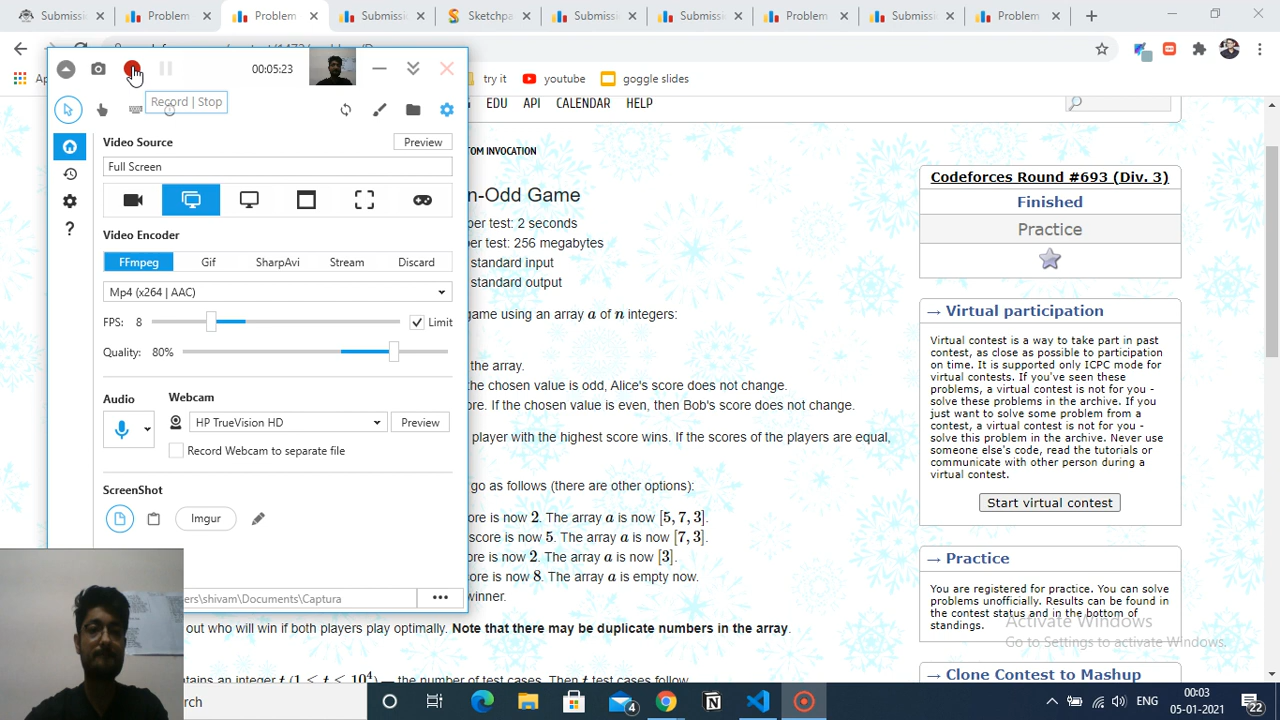 Submissi
Problem
Problem
Submissi
Sketchpa
Submissi
Submissi
Problem
Submissi
Problem
try it
youtube
goggle slides
00:05:23
Record | Stop
EDU API CALENDAR HELP
Video Source
Preview
Full Screen
TOM INVOCATION
n-Odd Game
per test: 2 seconds
per test: 256 megabytes
standard input
standard output
Video Encoder
FFmpeg Gif SharpAvi Stream Discard
Mp4 (x264 | AAC)
game using an array a of n integers:
FPS: 8
Limit
Quality: 80%
the array.
the chosen value is odd, Alice's score does not change.
ore. If the chosen value is even, then Bob's score does not change.
Audio
Webcam
HP TrueVision HD
Preview
player with the highest score wins. If the scores of the players are equal,
Record Webcam to separate file
ScreenShot
go as follows (there are other options):
Imgur
ore is now 2. The array a is now [5, 7, 3].
score is now 5. The array a is now [7, 3].
ore is now 2. The array a is now [3].
ore is now 8. The array a is empty now.
ers\shivam\Documents\Captura
winner.
out who will win if both players play optimally. Note that there may be duplicate numbers in the array.
ntains an integer t (1 ≤ t ≤ 10⁴) — the number of test cases. Then t test cases follow.
Codeforces Round #693 (Div. 3)
Finished
Practice
→ Virtual participation
Virtual contest is a way to take part in past
contest, as close as possible to participation
on time. It is supported only ICPC mode for
virtual contests. If you've seen these
problems, a virtual contest is not for you -
solve these problems in the archive. If you
just want to solve some problem from a
contest, a virtual contest is not for you -
solve this problem in the archive. Never use
someone else's code, read the tutorials or
communicate with other person during a
virtual contest.
Start virtual contest
→ Practice
You are registered for practice. You can solve
problems unofficially. Results can be found in
the contest status and in the bottom of
standings.
→ Clone Contest to Mashup
Activate Windows
Go to Settings to activate Windows.
rch
4
ENG
00:03
05-01-2021
22